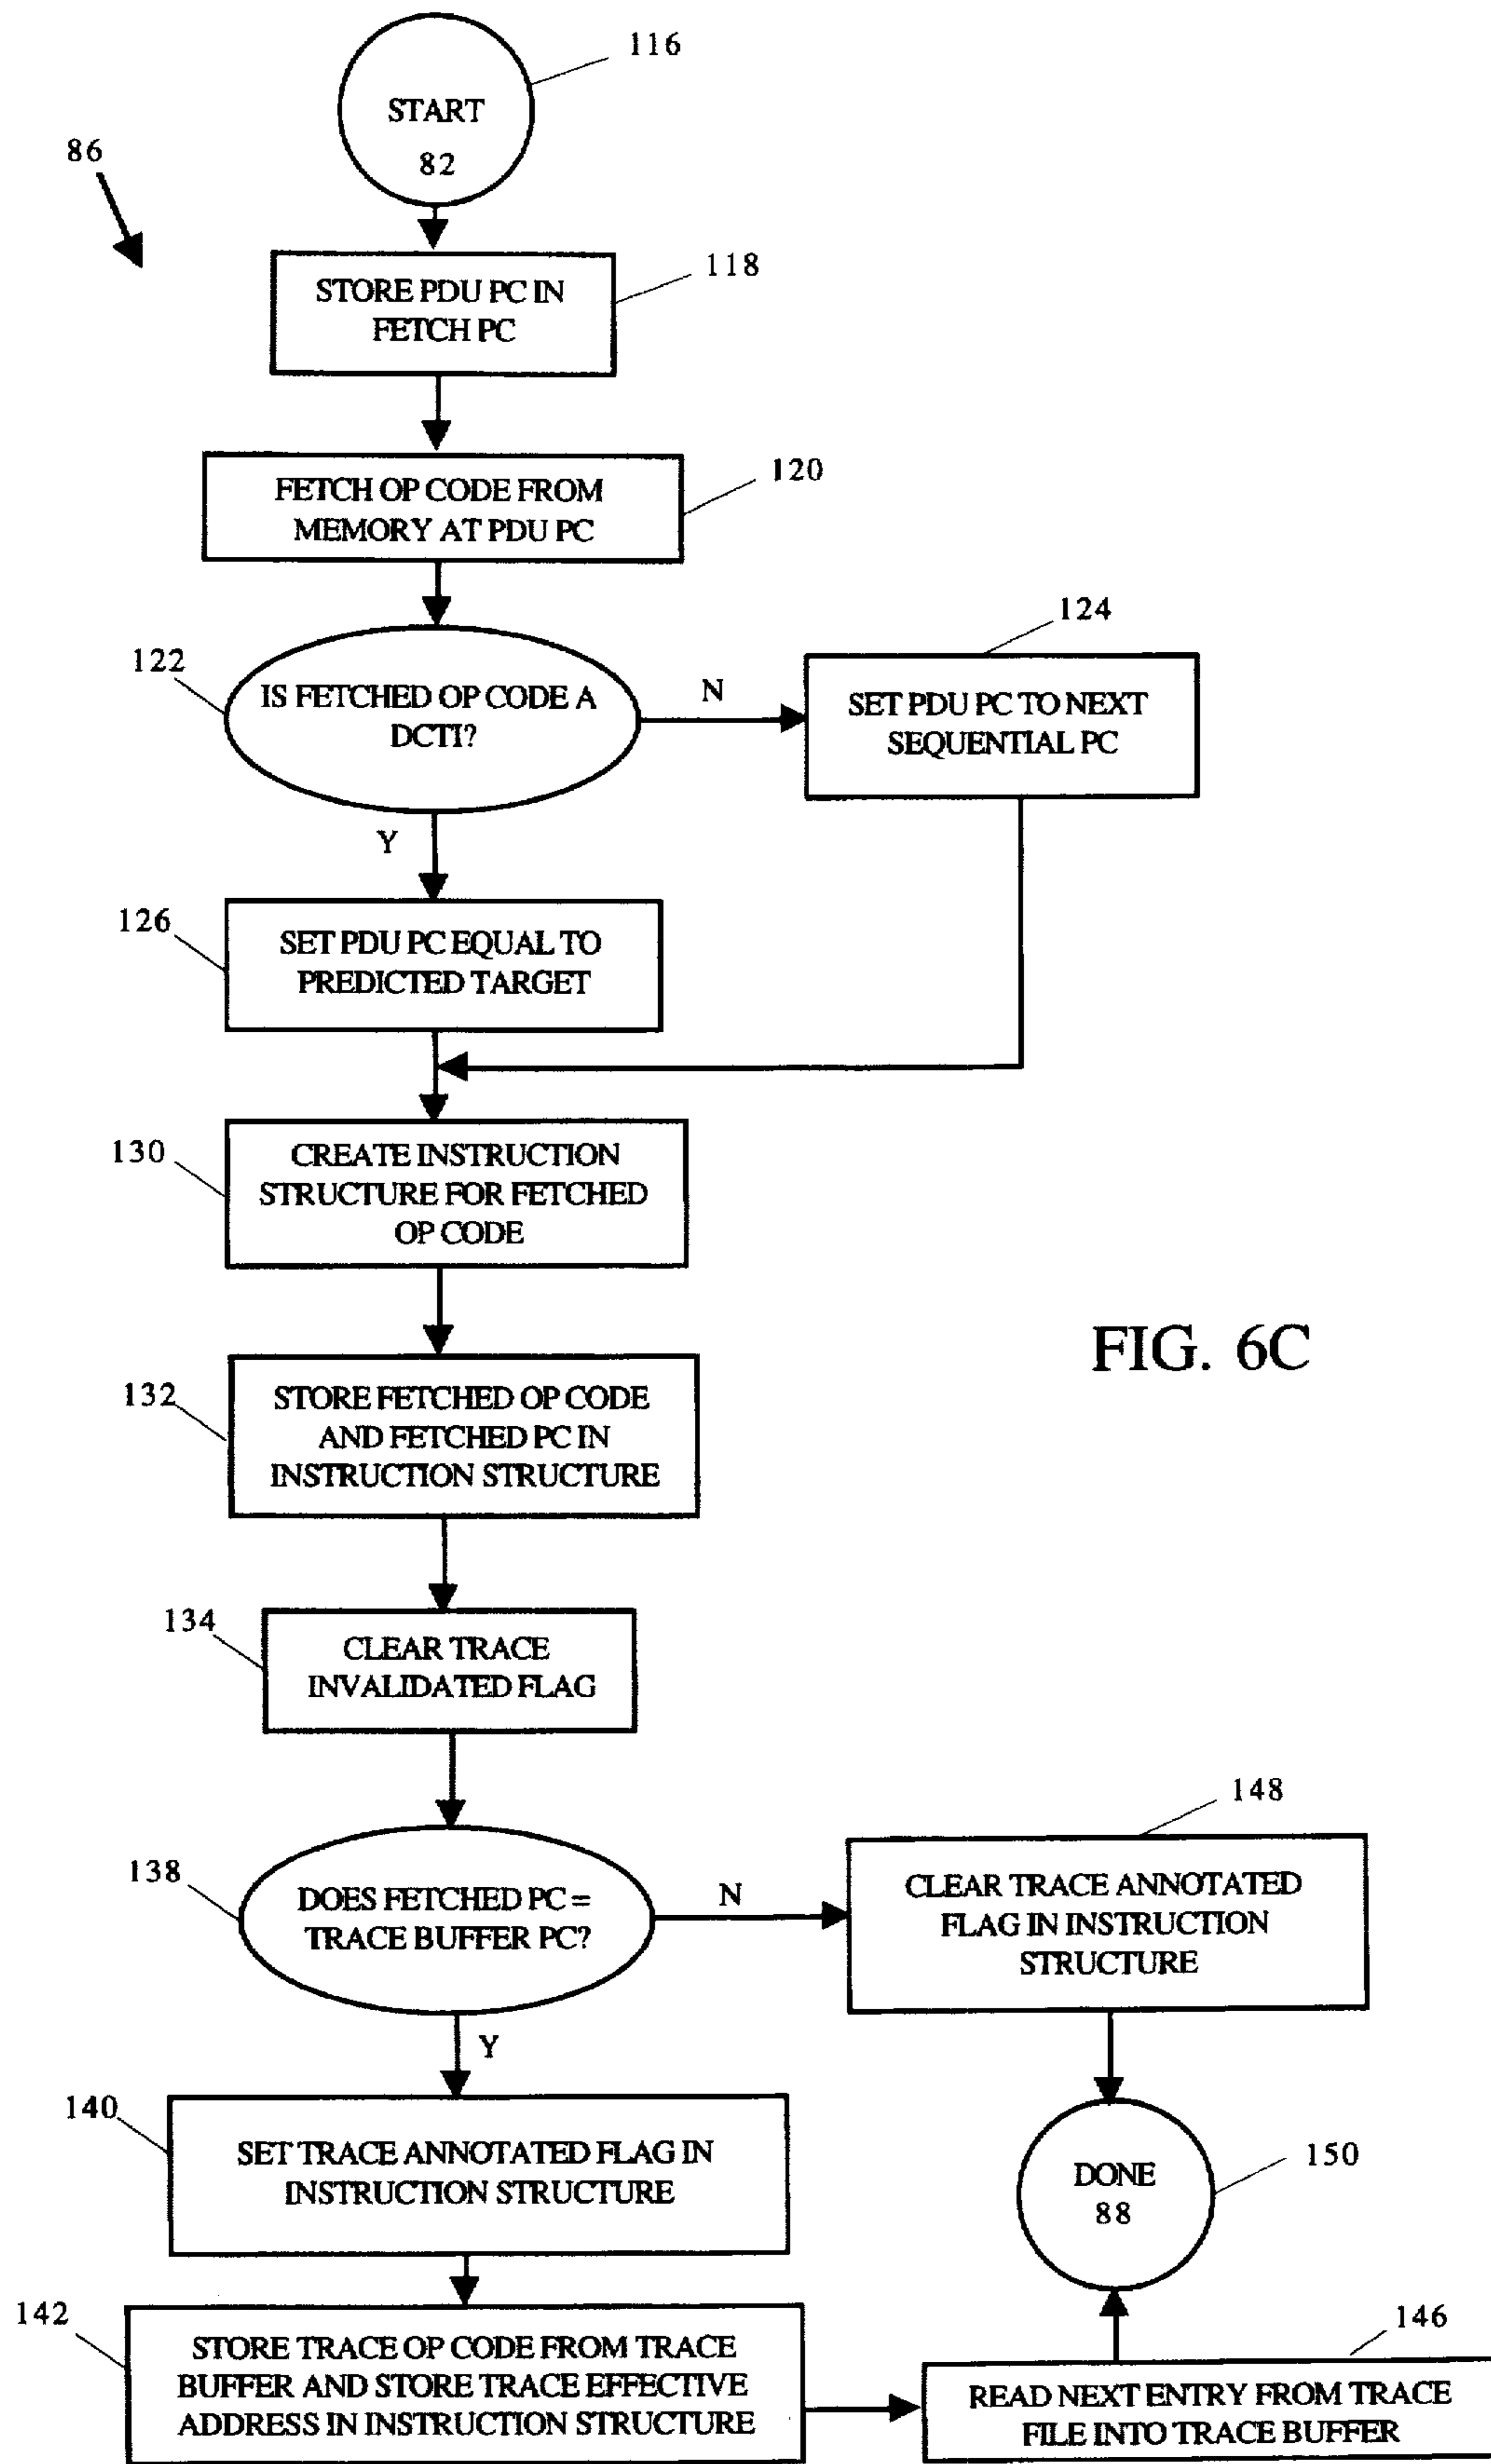 116
START
82
86
118
STORE PDU PC IN
FETCH PC
120
FETCH OP CODE FROM
MEMORY AT PDU PC
122
IS FETCHED OP CODE A
DCTI?
N
124
SET PDU PC TO NEXT
SEQUENTIAL PC
Y
126
SET PDU PC EQUAL TO
PREDICTED TARGET
130
CREATE INSTRUCTION
STRUCTURE FOR FETCHED
OP CODE
FIG. 6C
132
STORE FETCHED OP CODE
AND FETCHED PC IN
INSTRUCTION STRUCTURE
134
CLEAR TRACE
INVALIDATED FLAG
138
DOES FETCHED PC =
TRACE BUFFER PC?
N
148
CLEAR TRACE ANNOTATED
FLAG IN INSTRUCTION
STRUCTURE
Y
140
SET TRACE ANNOTATED FLAG IN
INSTRUCTION STRUCTURE
DONE
88
150
142
STORE TRACE OP CODE FROM TRACE
BUFFER AND STORE TRACE EFFECTIVE
ADDRESS IN INSTRUCTION STRUCTURE
146
READ NEXT ENTRY FROM TRACE
FILE INTO TRACE BUFFER